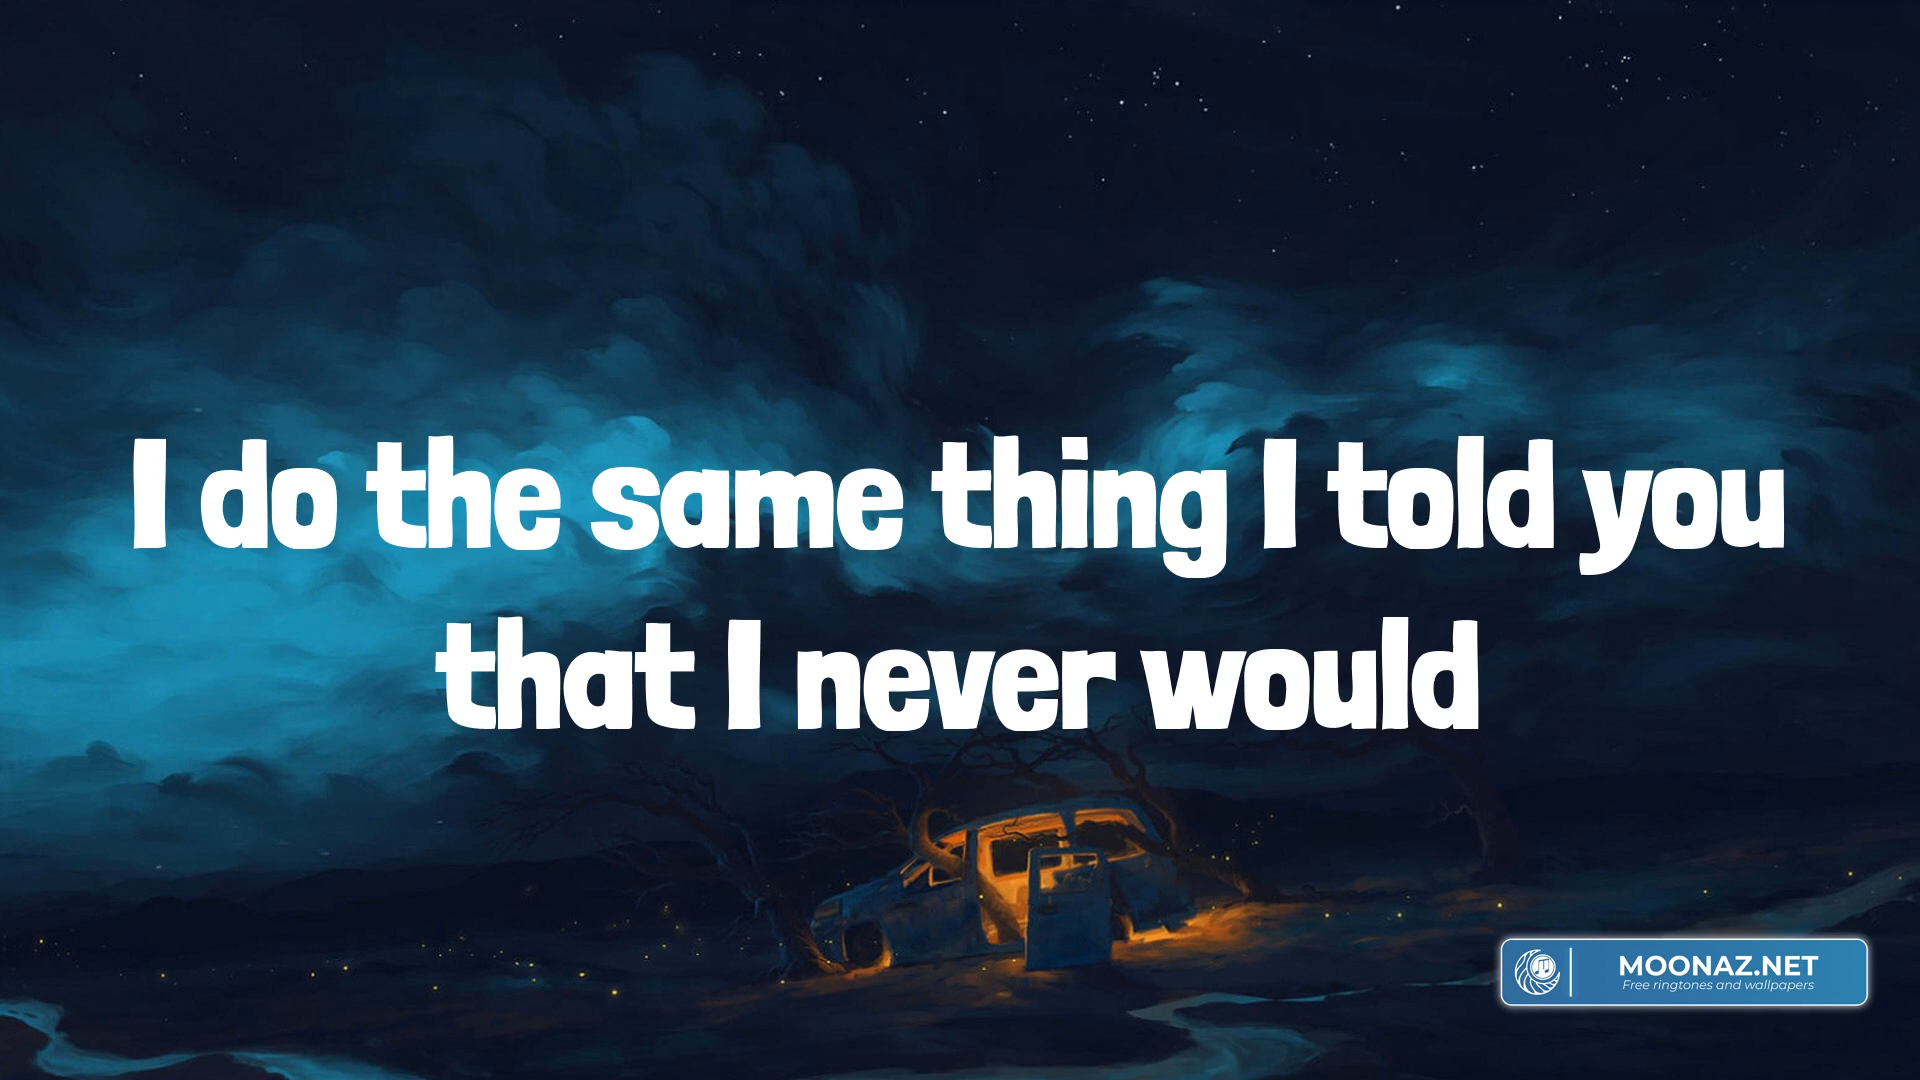 I do the same thing I told you
that I never would
MOONAZ.NET
Free ringtones and wallpapers